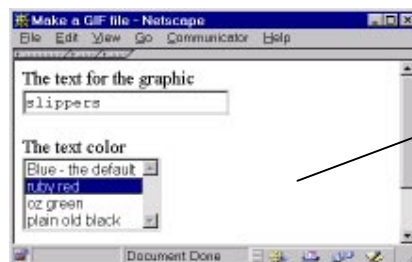 Make a GIF file - Netscape
File Edit View Go Communicator Help
The text for the graphic
slippers
The text color
Blue - the default
ruby red
oz green
plain old black
Document Done